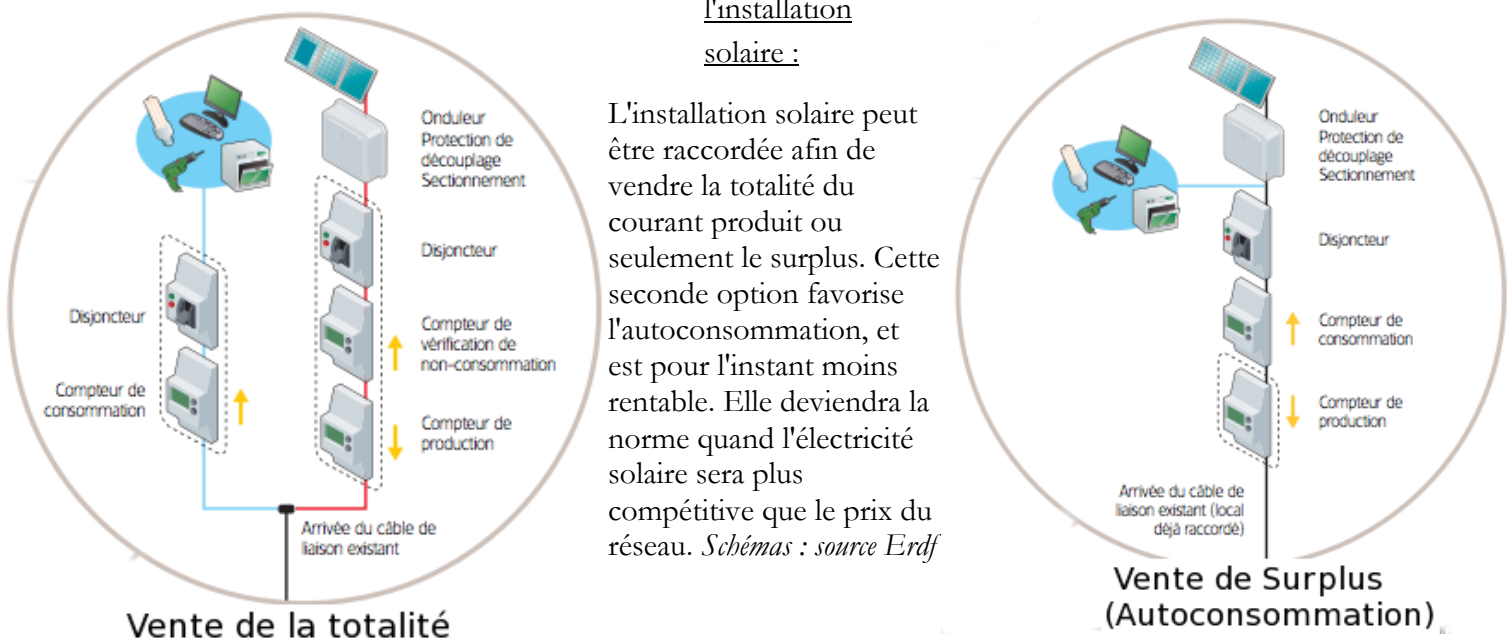 Onduleur
Protection de
découplage
Sectionnement
Disjoncteur
Disjoncteur
Compteur de
vérification de
non-consommation
Compteur de
consommation
Compteur de
production
Arrivée du câble de
liaison existant
Vente de la totalité
l'installation
solaire :
L'installation solaire peut
être raccordée afin de
vendre la totalité du
courant produit ou
seulement le surplus. Cette
seconde option favorise
l'autoconsommation, et
est pour l'instant moins
rentable. Elle deviendra la
norme quand l'électricité
solaire sera plus
compétitive que le prix du
réseau. Schémas : source Erdf
Onduleur
Protection de
découplage
Sectionnement
Disjoncteur
Compteur de
consommation
Compteur de
production
Arrivée du câble de
liaison existant (local
déjà raccordé)
Vente de Surplus
(Autoconsommation)